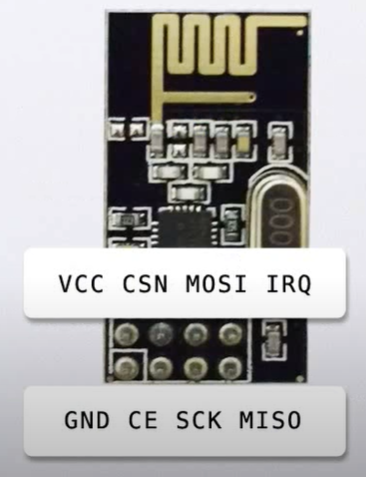 VCC CSN MOSI IRQ
GND CE SCK MISO